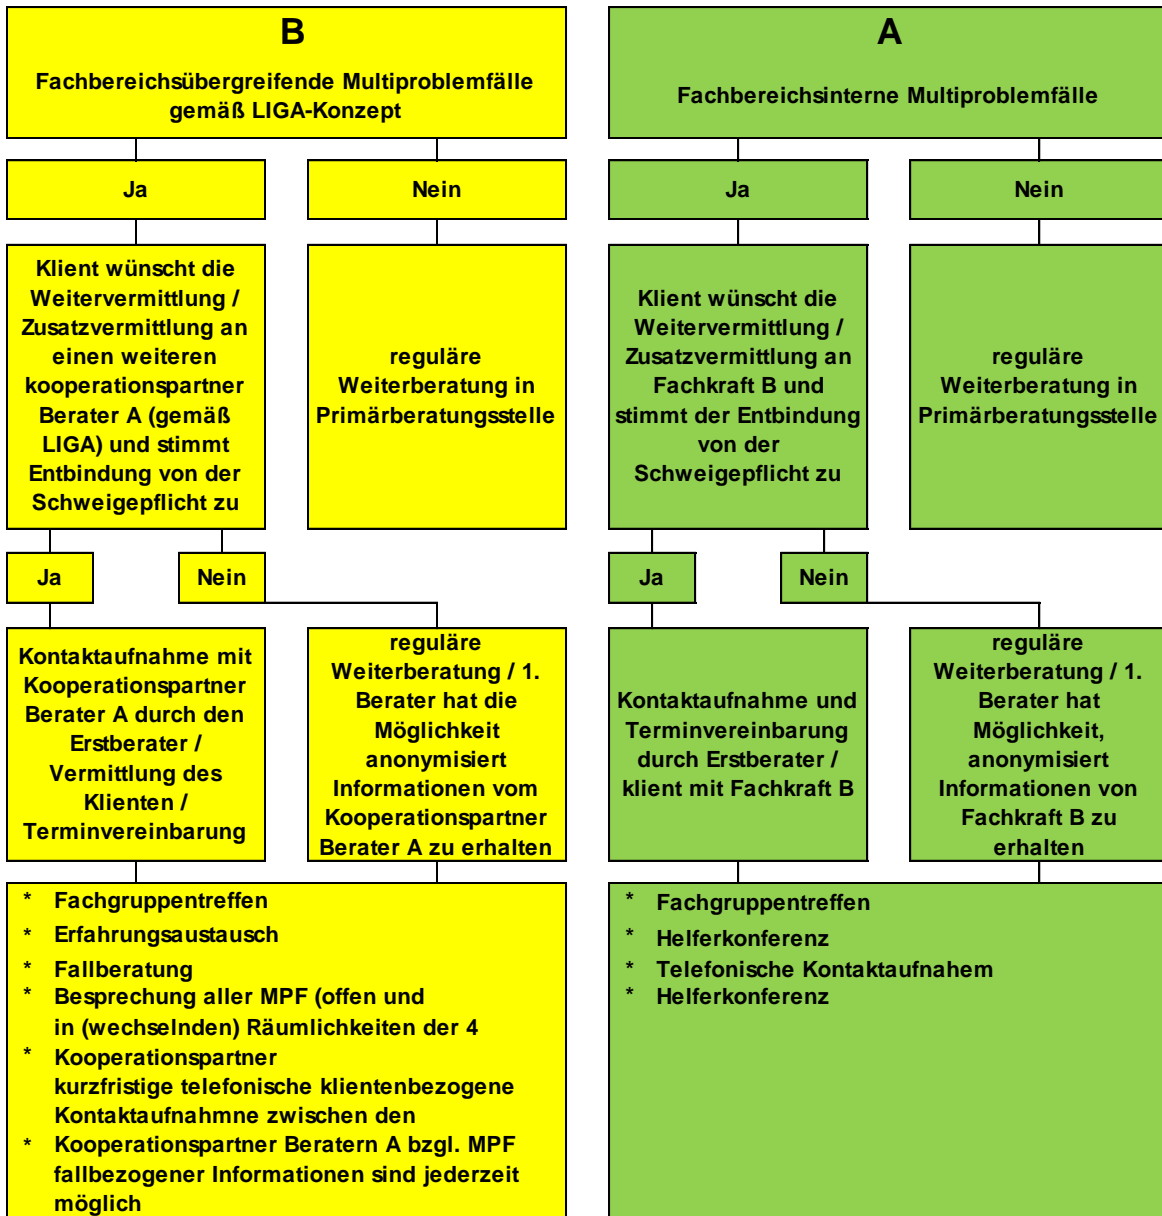 B
Fachbereichsübergreifende Multiproblemfälle
gemäß LIGA-Konzept
Ja
Nein
Klient wünscht die
Weitervermittlung /
Zusatzvermittlung an
einen weiteren
kooperationspartner
Berater A (gemäß
LIGA) und stimmt
Entbindung von der
Schweigepflicht zu
reguläre
Weiterberatung in
Primärberatungsstelle
Ja
Nein
Kontaktaufnahme mit
Kooperationspartner
Berater A durch den
Erstberater /
Vermittlung des
Klienten /
Terminvereinbarung
reguläre
Weiterberatung / 1.
Berater hat die
Möglichkeit
anonymisiert
Informationen vom
Kooperationspartner
Berater A zu erhalten
* Fachgruppentreffen
* Erfahrungsaustausch
* Fallberatung
* Besprechung aller MPF (offen und
in (wechselnden) Räumlichkeiten der 4
* Kooperationspartner
kurzfristige telefonische klientenbezogene
Kontaktaufnahmne zwischen den
* Kooperationspartner Beratern A bzgl. MPF
fallbezogener Informationen sind jederzeit
möglich
A
Fachbereichsinterne Multiproblemfälle
Ja
Nein
Klient wünscht die
Weitervermittlung /
Zusatzvermittlung an
Fachkraft B und
stimmt der Entbindung
von der
Schweigepflicht zu
reguläre
Weiterberatung in
Primärberatungsstelle
Ja
Nein
Kontaktaufnahme und
Terminvereinbarung
durch Erstberater /
klient mit Fachkraft B
reguläre
Weiterberatung / 1.
Berater hat
Möglichkeit,
anonymisiert
Informationen von
Fachkraft B zu
erhalten
* Fachgruppentreffen
* Helferkonferenz
* Telefonische Kontaktaufnahem
* Helferkonferenz